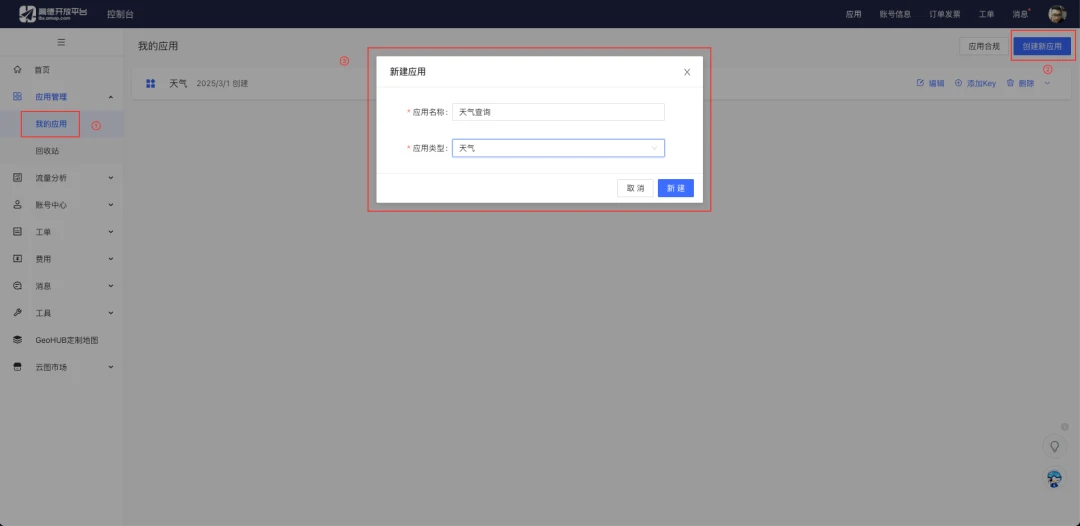 高德开放平台
lbs.amap.com
控制台
应用
账号信息
订单发票
工单
消息
首页
应用管理
我的应用
①
回收站
流量分析
账号中心
工单
费用
消息
工具
GeoHUB定制地图
云图市场
我的应用
应用合规
创建新应用
②
天气
2025/3/1 创建
编辑
添加Key
删除
③
新建应用
* 应用名称：
天气查询
* 应用类型：
天气
取 消
新 建